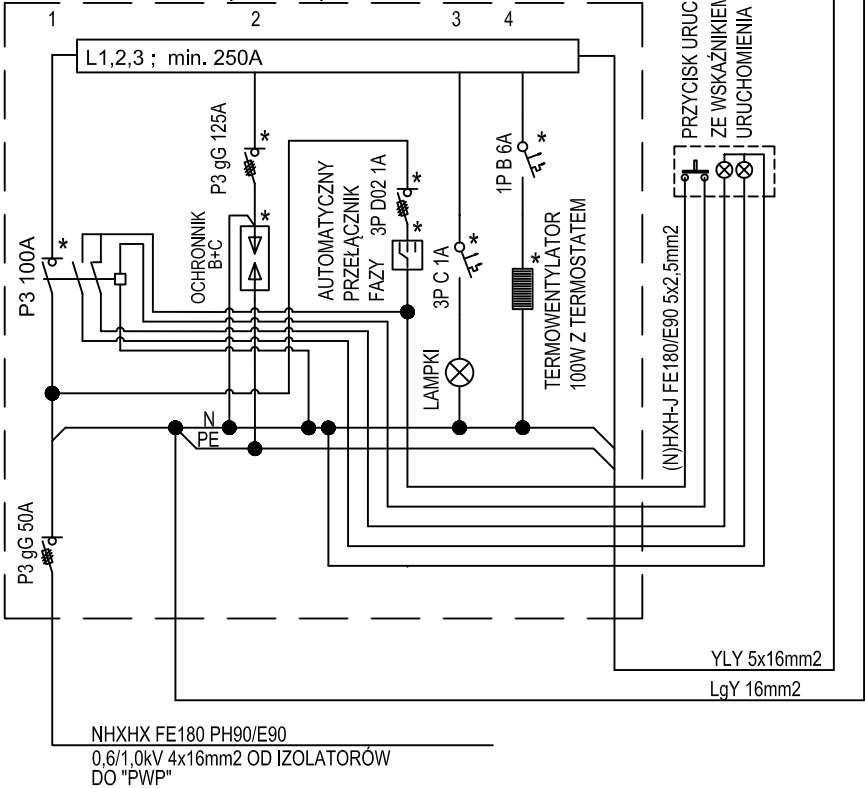 1
2
3
4
L1,2,3 ; min. 250A
P3 gG 125A
*
OCHRONNIK
B+C
*
AUTOMATYCZNY
PRZEŁĄCZNIK
FAZY
3P D02 1A
*
*
3P C 1A
*
1P B 6A
*
P3 100A
*
LAMPKI
TERMOWENTYLATOR
100W Z TERMOSTATEM
*
PRZYCISK URUC
ZE WSKAŹNIKIEM
URUCHOMIENIA
(N)HXH-J FE180/E90 5x2,5mm2
N
PE
P3 gG 50A
YLY 5x16mm2
LgY 16mm2
NHXHX FE180 PH90/E90
0,6/1,0kV 4x16mm2 OD IZOLATORÓW
DO "PWP"